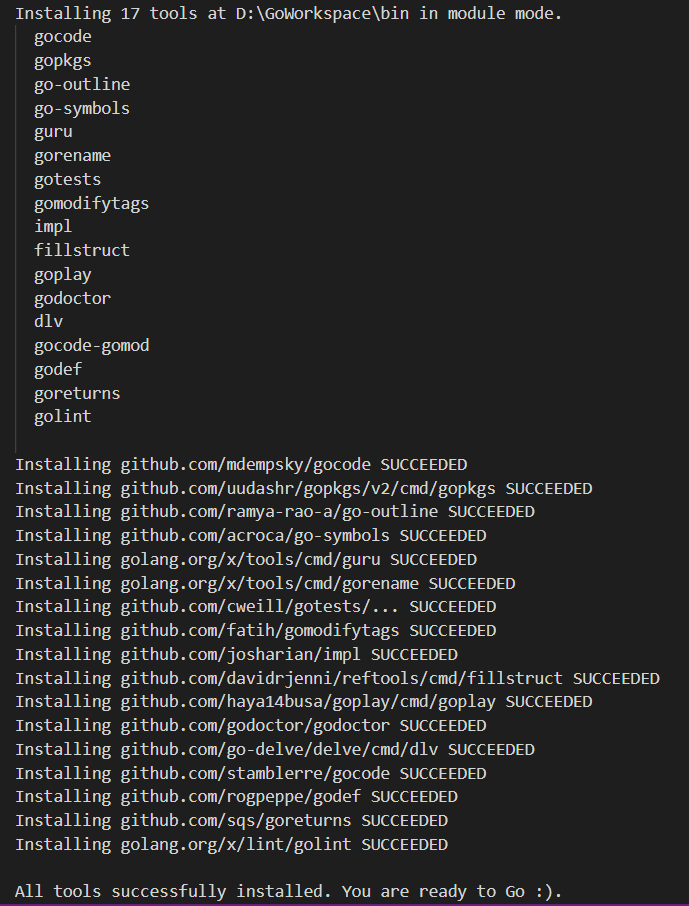 Installing 17 tools at D:\GoWorkspace\bin in module mode.
gocode
gopkgs
go-outline
go-symbols
guru
gorename
gotests
gomodifytags
impl
fillstruct
goplay
godoctor
dlv
gocode-gomod
godef
goreturns
golint
Installing github.com/mdempsky/gocode SUCCEEDED
Installing github.com/uudashr/gopkgs/v2/cmd/gopkgs SUCCEEDED
Installing github.com/ramya-rao-a/go-outline SUCCEEDED
Installing github.com/acroca/go-symbols SUCCEEDED
Installing golang.org/x/tools/cmd/guru SUCCEEDED
Installing golang.org/x/tools/cmd/gorename SUCCEEDED
Installing github.com/cweill/gotests/... SUCCEEDED
Installing github.com/fatih/gomodifytags SUCCEEDED
Installing github.com/josharian/impl SUCCEEDED
Installing github.com/davidrjenni/reftools/cmd/fillstruct SUCCEEDED
Installing github.com/haya14busa/goplay/cmd/goplay SUCCEEDED
Installing github.com/godoctor/godoctor SUCCEEDED
Installing github.com/go-delve/delve/cmd/dlv SUCCEEDED
Installing github.com/stamblerre/gocode SUCCEEDED
Installing github.com/rogpeppe/godef SUCCEEDED
Installing github.com/sqs/goreturns SUCCEEDED
Installing golang.org/x/lint/golint SUCCEEDED
All tools successfully installed. You are ready to Go :).